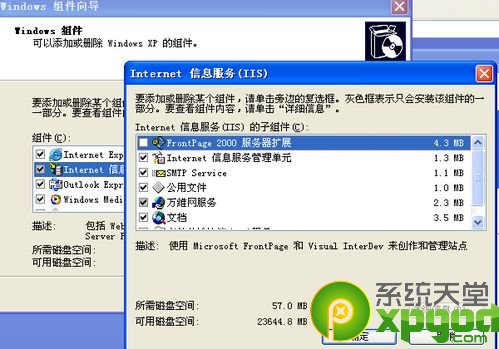 Windows 组件向导
Windows 组件
可以添加或删除 Windows XP 的组件。
要添加或删除某个组
一部分。要查看组件
组件(C):
Internet Exp
Internet 信息
Outlook Expre
Windows Medi
描述: 包括 Web
Server F
所需磁盘空间:
可用磁盘空间:
Internet 信息服务(IIS)
要添加或删除某个组件,请单击旁边的复选框。灰色框表示只会安装该组件的一
部分。要查看组件内容,请单击“详细信息”。
Internet 信息服务(IIS) 的子组件(C):
FrontPage 2000 服务器扩展 4.3 MB
Internet 信息服务管理单元 1.3 MB
SMTP Service 1.1 MB
公用文件 1.0 MB
万维网服务 2.3 MB
文档 3.5 MB
描述: 使用 Microsoft FrontPage 和 Visual InterDev 来创作和管理站点
所需磁盘空间: 57.0 MB
可用磁盘空间: 23644.8 MB
确定
系统天堂
xpgod